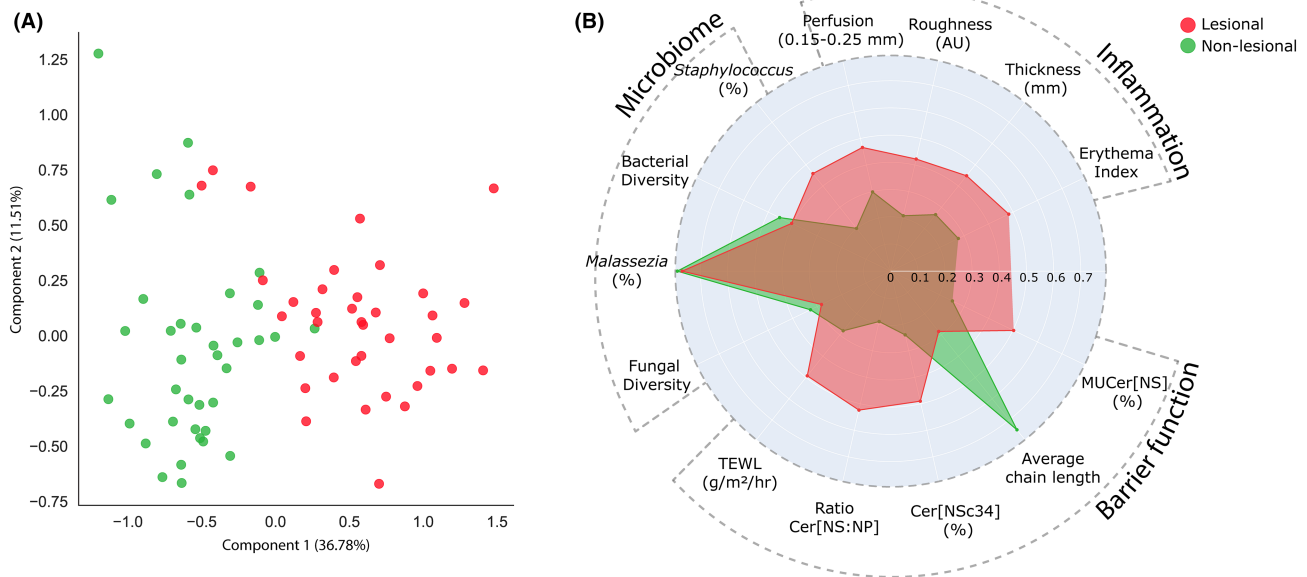 (A)
1.25
1.00
0.75
0.50
0.25
0.00
−0.25
−0.50
−0.75
Component 2 (11.51%)
−1.0
−0.5
0.0
0.5
1.0
1.5
Component 1 (36.78%)
(B)
Lesional
Non-lesional
Microbiome
Inflammation
Barrier function
Perfusion
(0.15-0.25 mm)
Roughness
(AU)
Thickness
(mm)
Erythema
Index
Staphylococcus
(%)
Bacterial
Diversity
Malassezia
(%)
Fungal
Diversity
0 0.1 0.2 0.3 0.4 0.5 0.6 0.7
TEWL
(g/m²/hr)
Ratio
Cer[NS:NP]
Cer[NSc34]
(%)
Average
chain length
MUCer[NS]
(%)